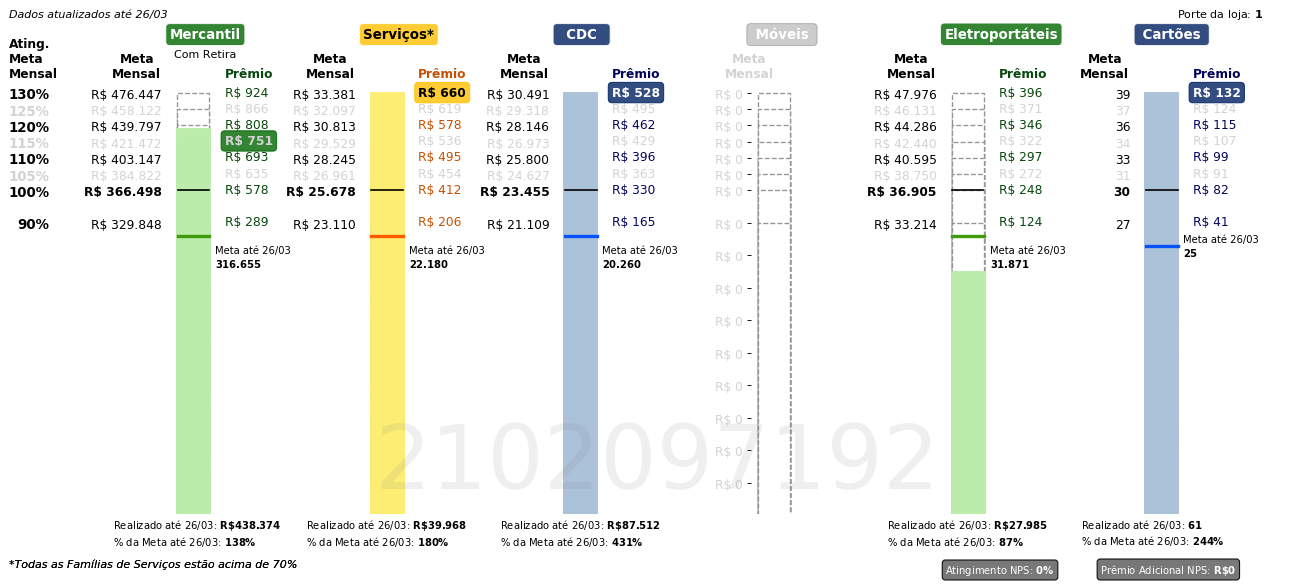 Dados atualizados até 26/03
Porte da loja: 1
Mercantil
Serviços*
CDC
Móveis
Eletroportáteis
Cartões
Ating. Meta Mensal
Com Retira
Meta Mensal Prêmio Meta Mensal Prêmio Meta Mensal Prêmio Meta Mensal Meta Mensal Prêmio Meta Mensal Prêmio
130% R$ 476.447 R$ 924 R$ 33.381 R$ 660 R$ 30.491 R$ 528 R$ 0 R$ 47.976 R$ 396 39 R$ 132
125% R$ 458.122 R$ 866 R$ 32.097 R$ 619 R$ 29.318 R$ 495 R$ 0 R$ 46.131 R$ 371 37 R$ 124
120% R$ 439.797 R$ 808 R$ 30.813 R$ 578 R$ 28.146 R$ 462 R$ 0 R$ 44.286 R$ 346 36 R$ 115
115% R$ 421.472 R$ 751 R$ 29.529 R$ 536 R$ 26.973 R$ 429 R$ 0 R$ 42.440 R$ 322 34 R$ 107
110% R$ 403.147 R$ 693 R$ 28.245 R$ 495 R$ 25.800 R$ 396 R$ 0 R$ 40.595 R$ 297 33 R$ 99
105% R$ 384.822 R$ 635 R$ 26.961 R$ 454 R$ 24.627 R$ 363 R$ 0 R$ 38.750 R$ 272 31 R$ 91
100% R$ 366.498 R$ 578 R$ 25.678 R$ 412 R$ 23.455 R$ 330 R$ 0 R$ 36.905 R$ 248 30 R$ 82
90% R$ 329.848 R$ 289 R$ 23.110 R$ 206 R$ 21.109 R$ 165 R$ 0 R$ 33.214 R$ 124 27 R$ 41
Meta até 26/03
316.655
Meta até 26/03
22.180
Meta até 26/03
20.260
Meta até 26/03
31.871
Meta até 26/03
25
R$ 0
R$ 0
R$ 0
R$ 0
R$ 0
R$ 0
R$ 0
R$ 0
2102097192
Realizado até 26/03: R$438.374
% da Meta até 26/03: 138%
Realizado até 26/03: R$39.968
% da Meta até 26/03: 180%
Realizado até 26/03: R$87.512
% da Meta até 26/03: 431%
Realizado até 26/03: R$27.985
% da Meta até 26/03: 87%
Realizado até 26/03: 61
% da Meta até 26/03: 244%
*Todas as Famílias de Serviços estão acima de 70%
Atingimento NPS: 0%
Prêmio Adicional NPS: R$0